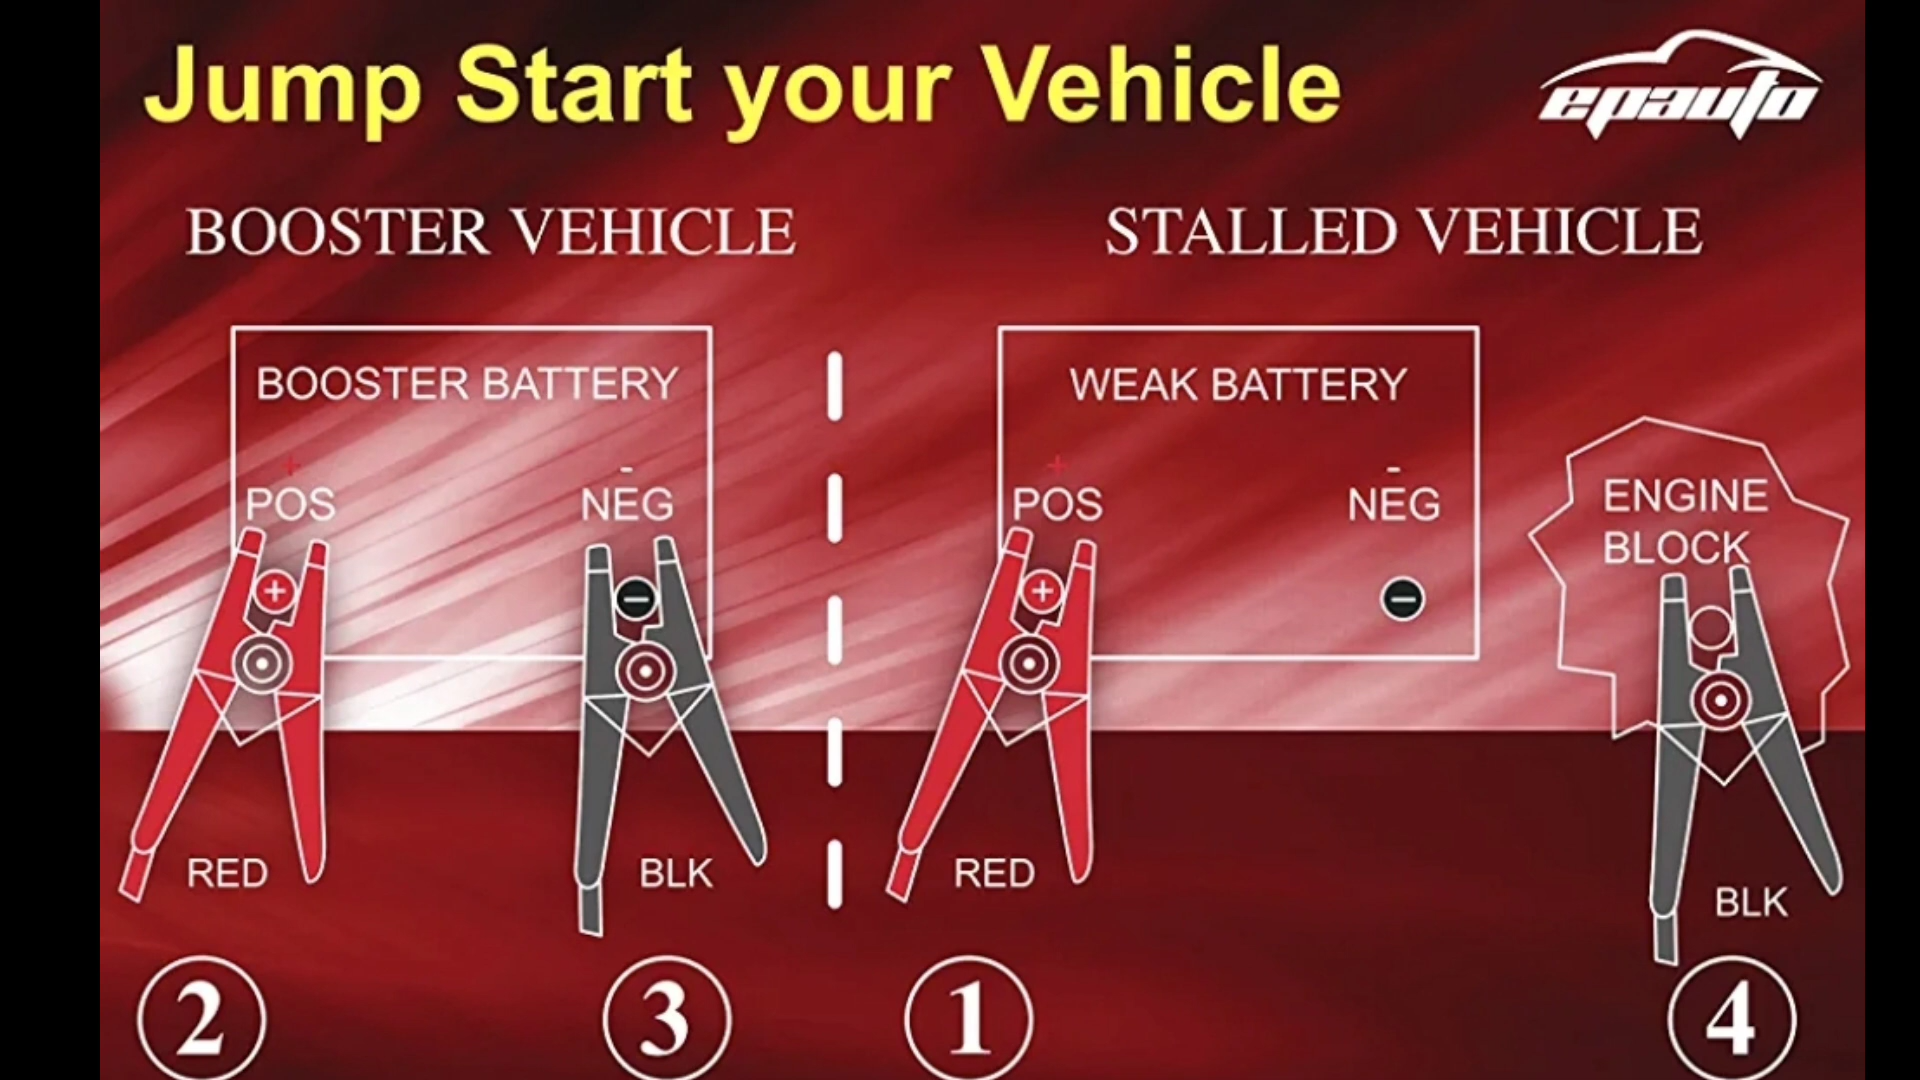 Jump Start your Vehicle
epauto
BOOSTER VEHICLE
STALLED VEHICLE
BOOSTER BATTERY
WEAK BATTERY
+
-
+
-
POS
NEG
POS
NEG
ENGINE
BLOCK
+
−
+
−
RED
BLK
RED
BLK
2
3
1
4